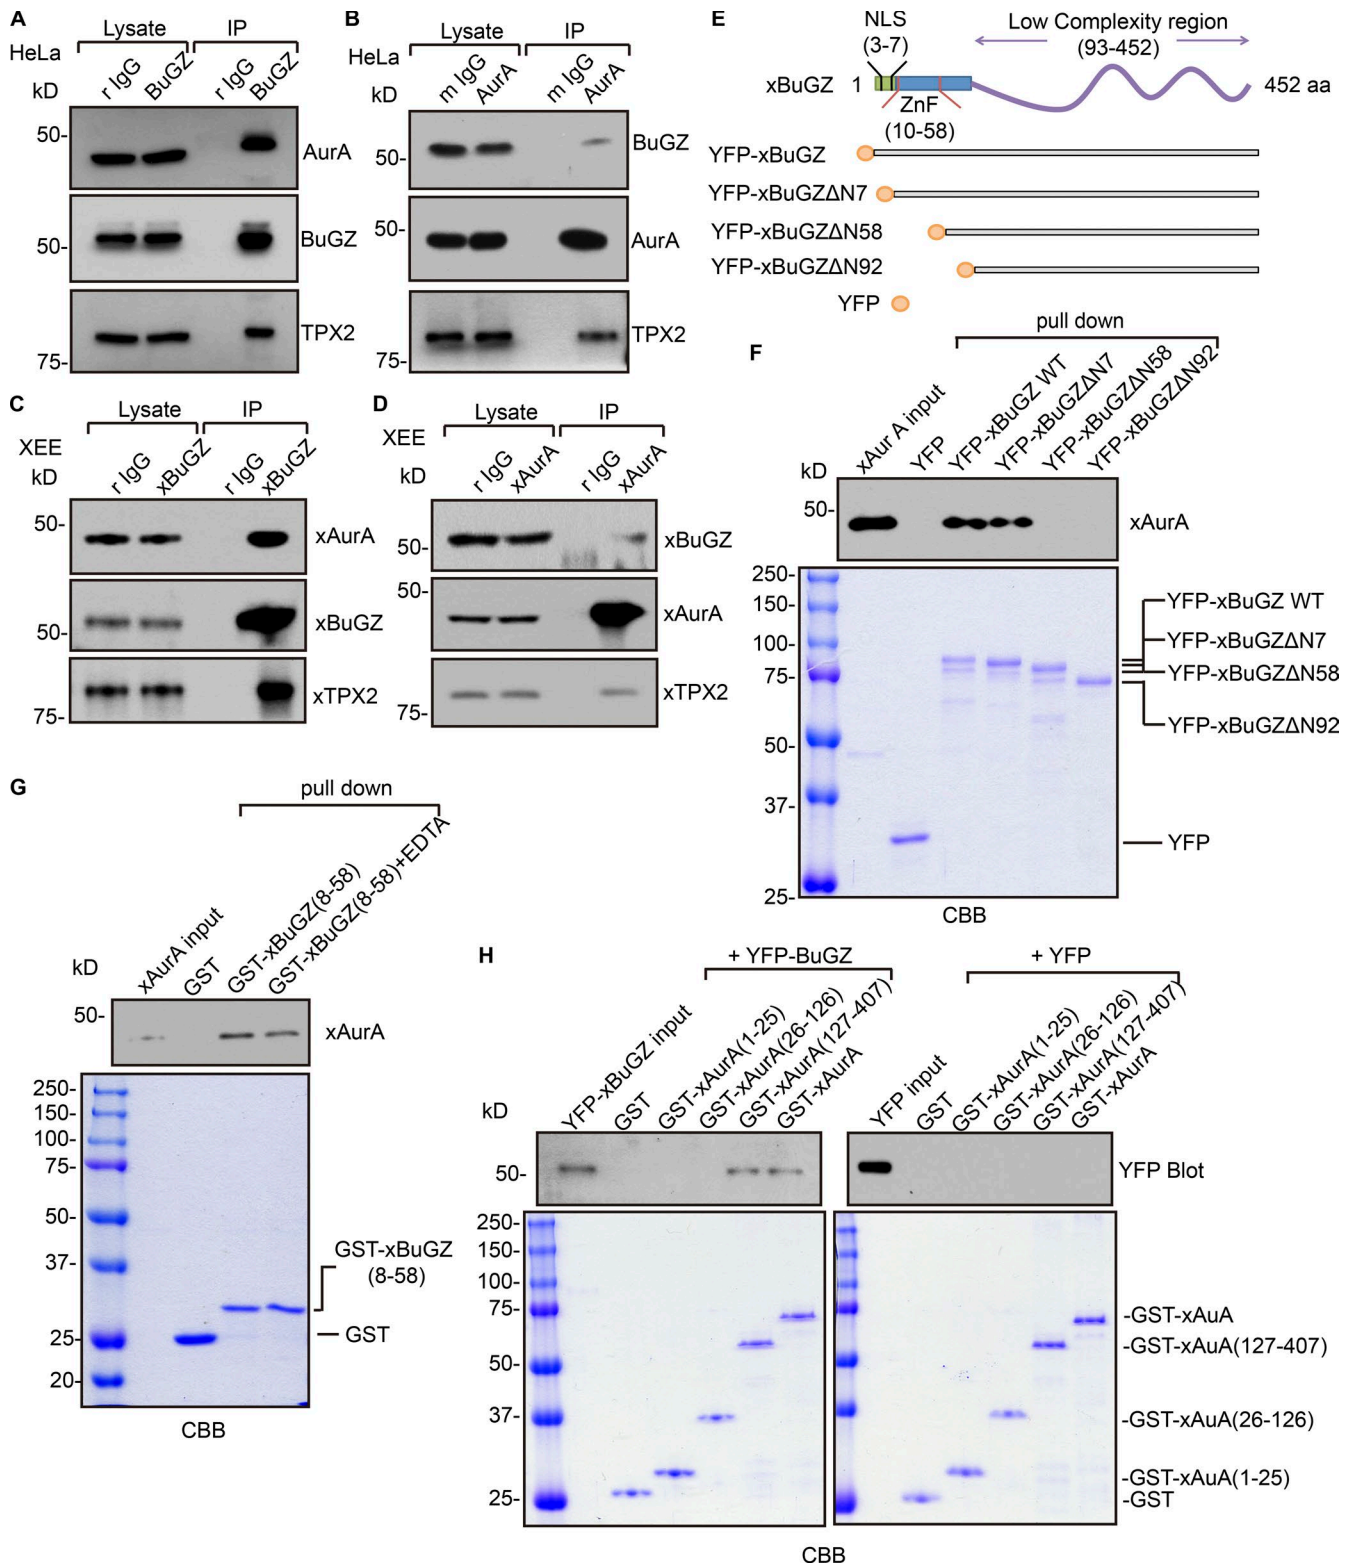 A
Lysate
IP
HeLa
r IgG
BuGZ
r IgG
BuGZ
kD
50-
AurA
50-
BuGZ
75-
TPX2
B
Lysate
IP
HeLa
m IgG
AurA
m IgG
AurA
kD
50-
BuGZ
50-
AurA
75-
TPX2
C
Lysate
IP
XEE
r IgG
xBuGZ
r IgG
xBuGZ
kD
50-
xAurA
50-
xBuGZ
75-
xTPX2
D
Lysate
IP
XEE
r IgG
xAurA
r IgG
xAurA
kD
50-
xBuGZ
50-
xAurA
75-
xTPX2
E
NLS
(3-7)
Low Complexity region
(93-452)
xBuGZ 1
452 aa
ZnF
(10-58)
YFP-xBuGZ
YFP-xBuGZΔN7
YFP-xBuGZΔN58
YFP-xBuGZΔN92
YFP
F
pull down
xAur A input
YFP
YFP-xBuGZ WT
YFP-xBuGZΔN7
YFP-xBuGZΔN58
YFP-xBuGZΔN92
kD
50-
xAurA
250-
150-
100-
75-
50-
37-
25-
YFP-xBuGZ WT
YFP-xBuGZΔN7
YFP-xBuGZΔN58
YFP-xBuGZΔN92
YFP
CBB
G
pull down
xAurA input
GST
GST-xBuGZ(8-58)
GST-xBuGZ(8-58)+EDTA
kD
50-
xAurA
250-
150-
100-
75-
50-
37-
25-
20-
GST-xBuGZ
(8-58)
GST
CBB
H
+ YFP-BuGZ
+ YFP
YFP-xBuGZ input
GST
GST-xAurA(1-25)
GST-xAurA(26-126)
GST-xAurA(127-407)
GST-xAurA
YFP input
GST
GST-xAurA(1-25)
GST-xAurA(26-126)
GST-xAurA(127-407)
GST-xAurA
kD
50-
YFP Blot
250-
150-
100-
75-
50-
37-
25-
-GST-xAuA
-GST-xAuA(127-407)
-GST-xAuA(26-126)
-GST-xAuA(1-25)
-GST
CBB